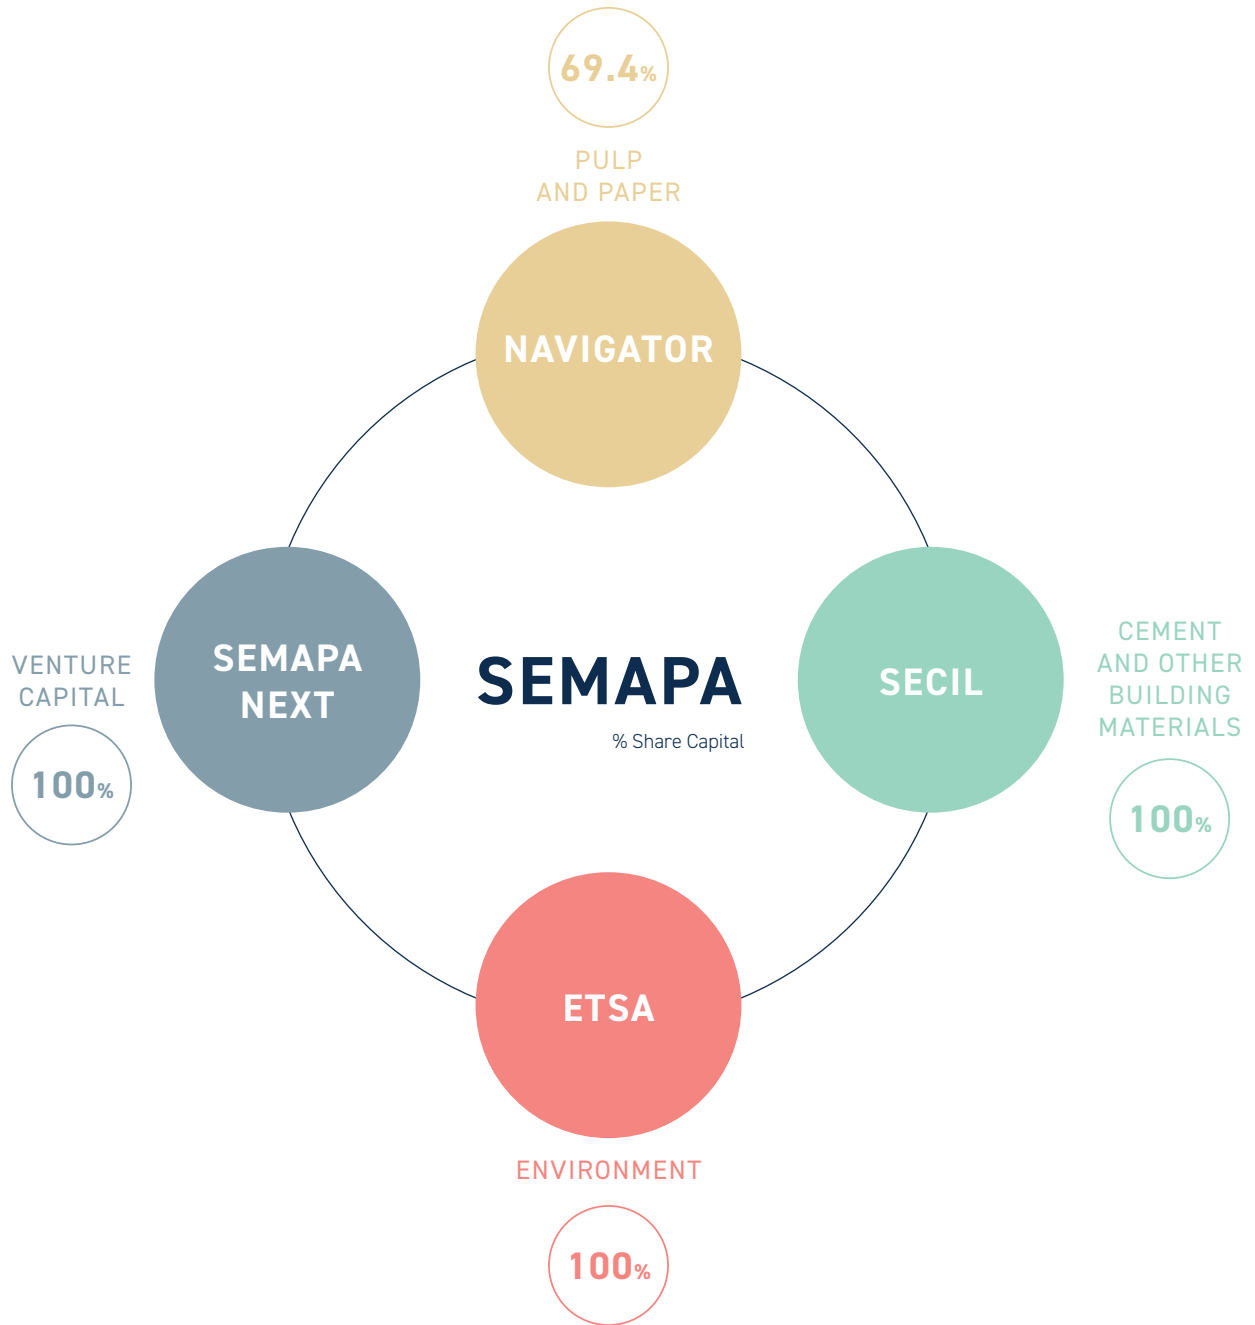 69.4%
PULP
AND PAPER
NAVIGATOR
SEMAPA
NEXT
VENTURE
CAPITAL
100%
SEMAPA
% Share Capital
SECIL
CEMENT
AND OTHER
BUILDING
MATERIALS
100%
ETSA
ENVIRONMENT
100%